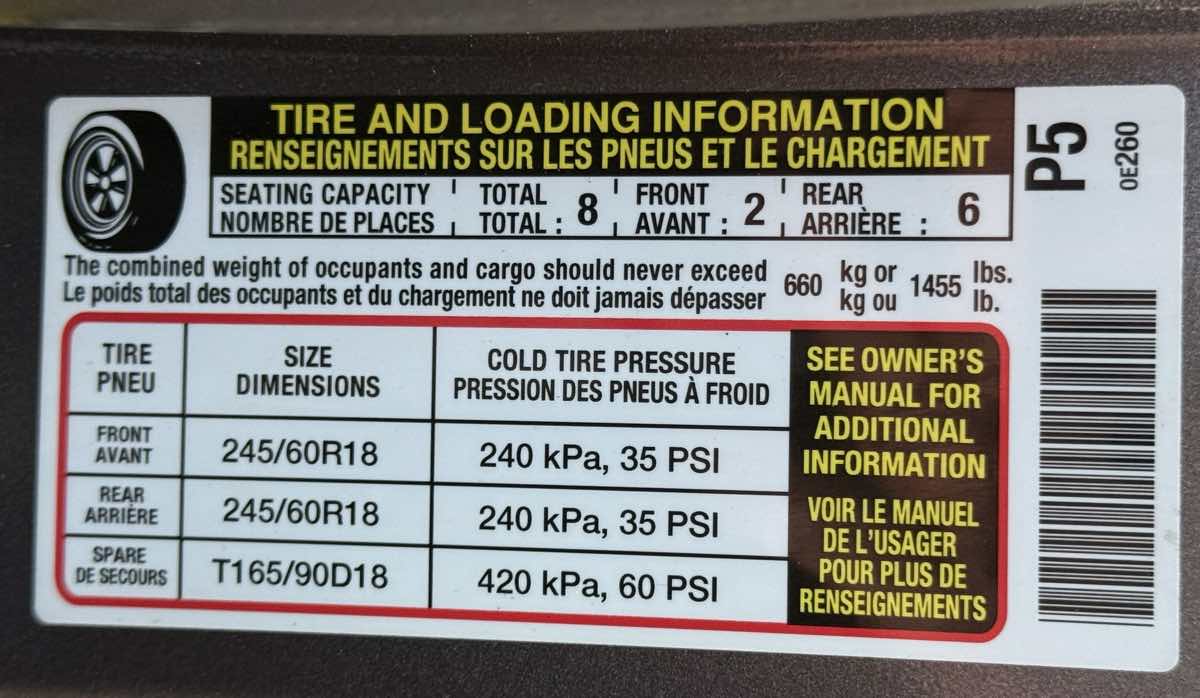 TIRE AND LOADING INFORMATION
RENSEIGNEMENTS SUR LES PNEUS ET LE CHARGEMENT
SEATING CAPACITY TOTAL FRONT REAR
NOMBRE DE PLACES TOTAL : 8 AVANT : 2 ARRIÈRE : 6
The combined weight of occupants and cargo should never exceed 660 kg or 1455 lbs.
Le poids total des occupants et du chargement ne doit jamais dépasser kg ou lb.
TIRE SIZE COLD TIRE PRESSURE
PNEU DIMENSIONS PRESSION DES PNEUS À FROID
FRONT
AVANT 245/60R18 240 kPa, 35 PSI
REAR
ARRIÈRE 245/60R18 240 kPa, 35 PSI
SPARE
DE SECOURS T165/90D18 420 kPa, 60 PSI
SEE OWNER'S
MANUAL FOR
ADDITIONAL
INFORMATION
VOIR LE MANUEL
DE L'USAGER
POUR PLUS DE
RENSEIGNEMENTS
P5
OE260